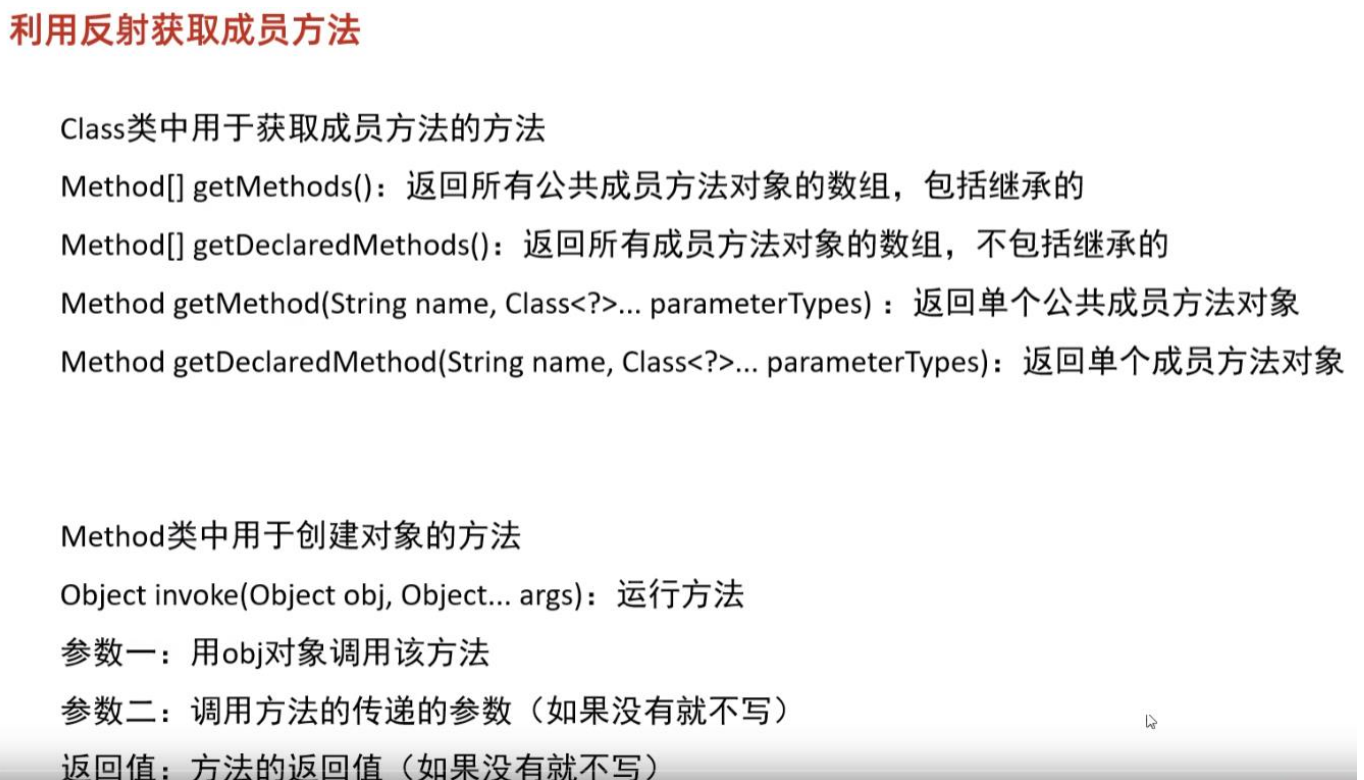 利用反射获取成员方法
Class类中用于获取成员方法的方法
Method[] getMethods()：返回所有公共成员方法对象的数组，包括继承的
Method[] getDeclaredMethods()：返回所有成员方法对象的数组，不包括继承的
Method getMethod(String name, Class<?>... parameterTypes) ：返回单个公共成员方法对象
Method getDeclaredMethod(String name, Class<?>... parameterTypes)：返回单个成员方法对象
Method类中用于创建对象的方法
Object invoke(Object obj, Object... args)：运行方法
参数一：用obj对象调用该方法
参数二：调用方法的传递的参数（如果没有就不写）
返回值：方法的返回值（如果没有就不写）